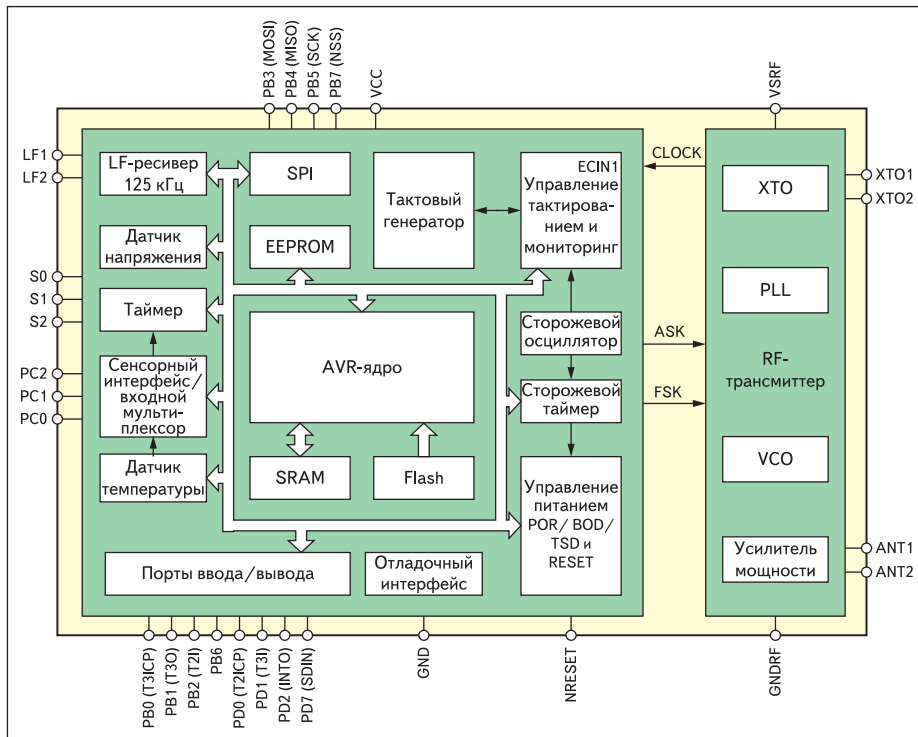 PB3 (MOSI)
PB4 (MISO)
PB5 (SCK)
PB7 (NSS)
VCC
VSRF
LF1
LF2
S0
S1
S2
PC2
PC1
PC0
LF-ресивер
125 кГц
Датчик
напряжения
Таймер
Сенсорный
интерфейс/
входной
мульти-
плексор
Датчик
температуры
SPI
EEPROM
Тактовый
генератор
ECIN1
Управление
тактирова-
нием и
мониторинг
AVR-ядро
Сторожевой
осциллятор
Сторожевой
таймер
SRAM
Flash
Управление
питанием
POR/ BOD/
TSD и
RESET
Порты ввода/вывода
Отладочный
интерфейс
CLOCK
ASK
FSK
XTO
PLL
RF-
трансмиттер
VCO
Усилитель
мощности
XTO1
XTO2
ANT1
ANT2
PB0 (T3ICP)
PB1 (T3O)
PB2 (T2I)
PB6
PD0 (T2ICP)
PD1 (T3I)
PD2 (INTO)
PD7 (SDIN)
GND
NRESET
GNDRF